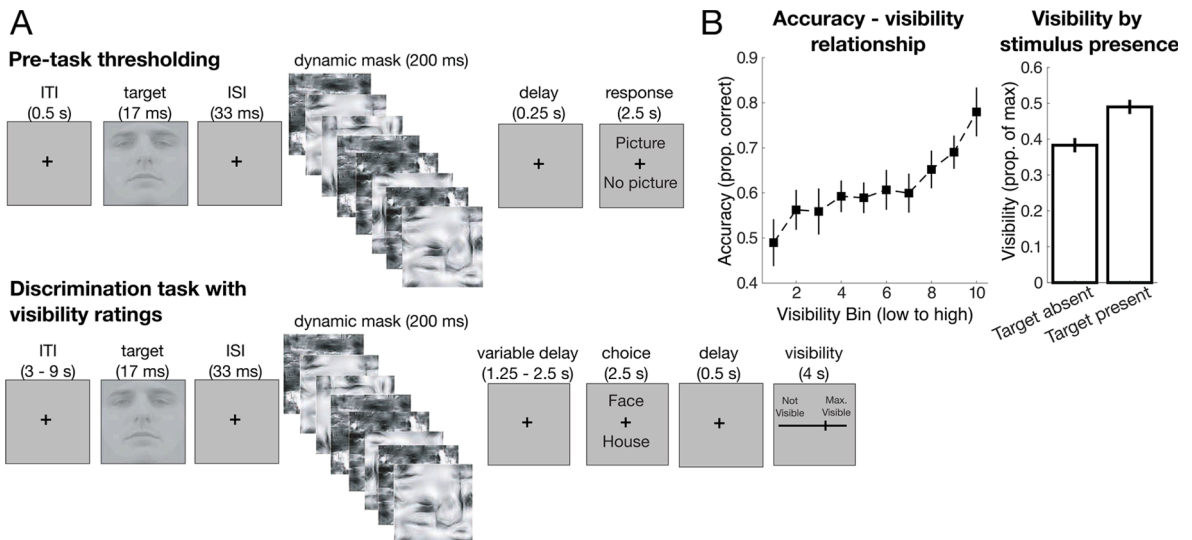 A
Pre-task thresholding
ITI
(0.5 s)
target
(17 ms)
ISI
(33 ms)
dynamic mask (200 ms)
delay
(0.25 s)
response
(2.5 s)
+
+
+
Picture
+
No picture
Discrimination task with
visibility ratings
ITI
(3 - 9 s)
target
(17 ms)
ISI
(33 ms)
dynamic mask (200 ms)
variable delay
(1.25 - 2.5 s)
choice
(2.5 s)
delay
(0.5 s)
visibility
(4 s)
+
+
+
Face
+
House
+
Not
Visible
Max.
Visible
B
Accuracy - visibility
relationship
Accuracy (prop. correct)
0.9
0.8
0.7
0.6
0.5
0.4
2
4
6
8
10
Visibility Bin (low to high)
Visibility by
stimulus presence
Visibility (prop. of max)
0.6
0.5
0.4
0.3
0.2
0.1
0
Target absent
Target present